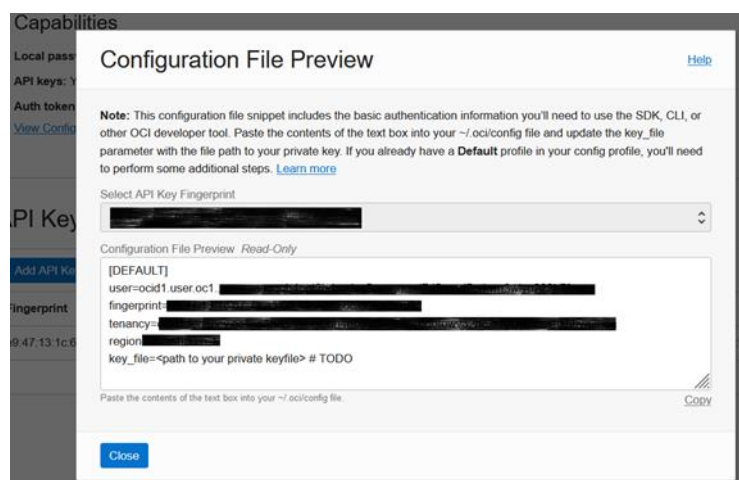 Capabilities
Local pass
API keys: Y
Auth token
View Config
PI Key
Add API Ke
Fingerprint
e9:47:13:1c:6
Configuration File Preview
Help
Note: This configuration file snippet includes the basic authentication information you'll need to use the SDK, CLI, or
other OCI developer tool. Paste the contents of the text box into your ~/.oci/config file and update the key_file
parameter with the file path to your private key. If you already have a Default profile in your config profile, you'll need
to perform some additional steps. Learn more
Select API Key Fingerprint
Configuration File Preview Read-Only
[DEFAULT]
user=ocid1.user.oc1.
fingerprint=
tenancy=
region
key_file=<path to your private keyfile> # TODO
Paste the contents of the text box into your ~/.oci/config file.
Copy
Close